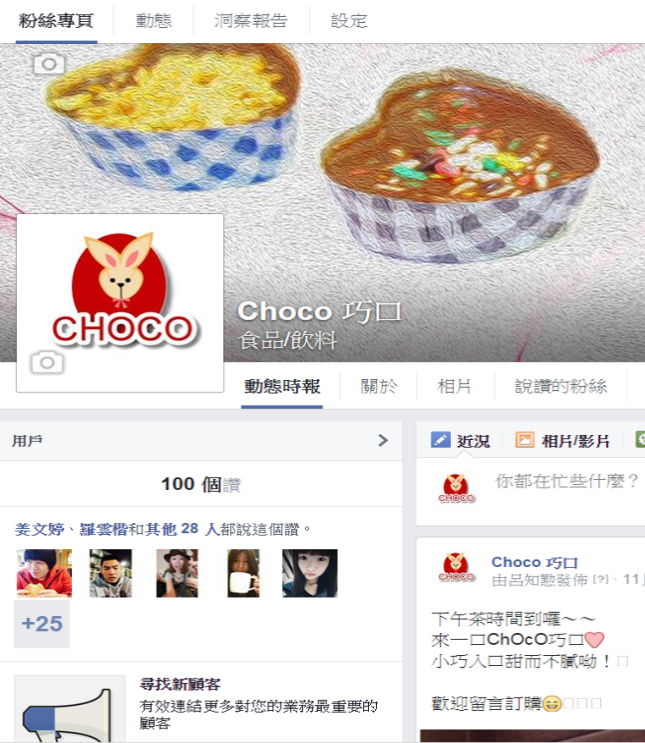 粉絲專頁 動態 洞察報告 設定
CHOCO
Choco 巧口
食品/飲料
動態時報 關於 相片 說讚的粉絲
用戶
100 個讚
姜文婷、羅雲楷和其他 28 人都說這個讚。
+25
尋找新顧客
有效連結更多對您的業務最重要的
顧客
近況 相片/影片
CHOCO
你都在忙些什麼？
CHOCO
Choco 巧口
由呂知勳發佈 [?] · 11
下午茶時間到囉～～
來一口ChOcO巧口
小巧入口甜而不膩呦！
歡迎留言訂購